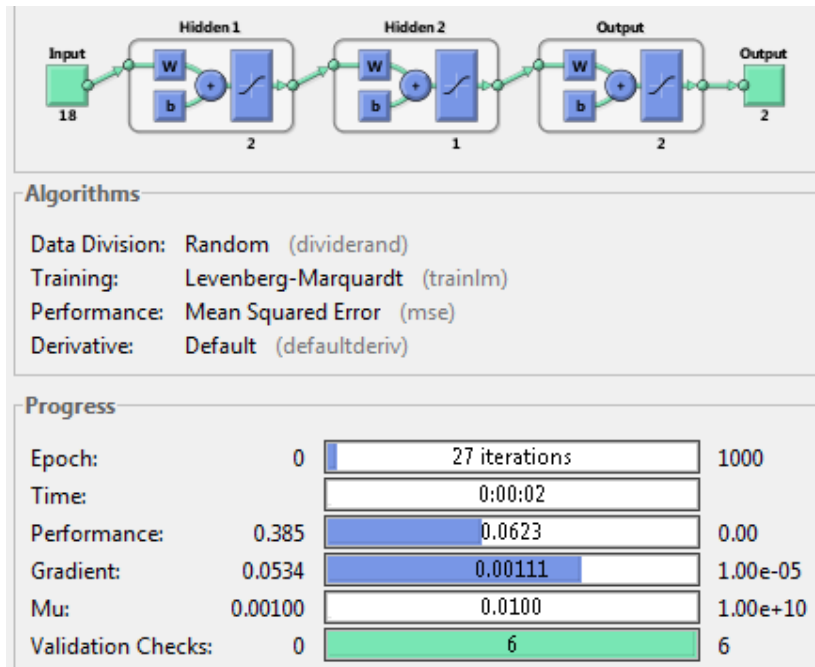 Hidden 1 Hidden 2 Output
Input Output
W W W
+ + +
b b b
18 2
2 1 2
Algorithms
Data Division: Random (dividerand)
Training: Levenberg-Marquardt (trainlm)
Performance: Mean Squared Error (mse)
Derivative: Default (defaultderiv)
Progress
Epoch: 0 27 iterations 1000
Time: 0:00:02
Performance: 0.385 0.0623 0.00
Gradient: 0.0534 0.00111 1.00e-05
Mu: 0.00100 0.0100 1.00e+10
Validation Checks: 0 6 6